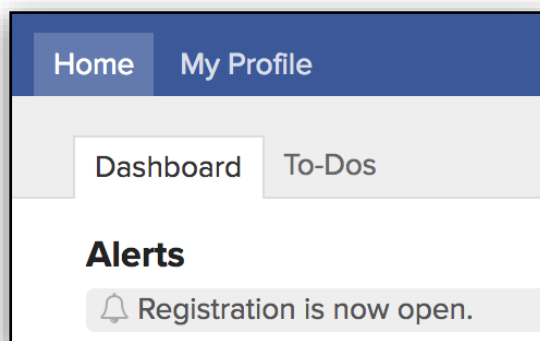 Home My Profile
Dashboard To-Dos
Alerts
Registration is now open.